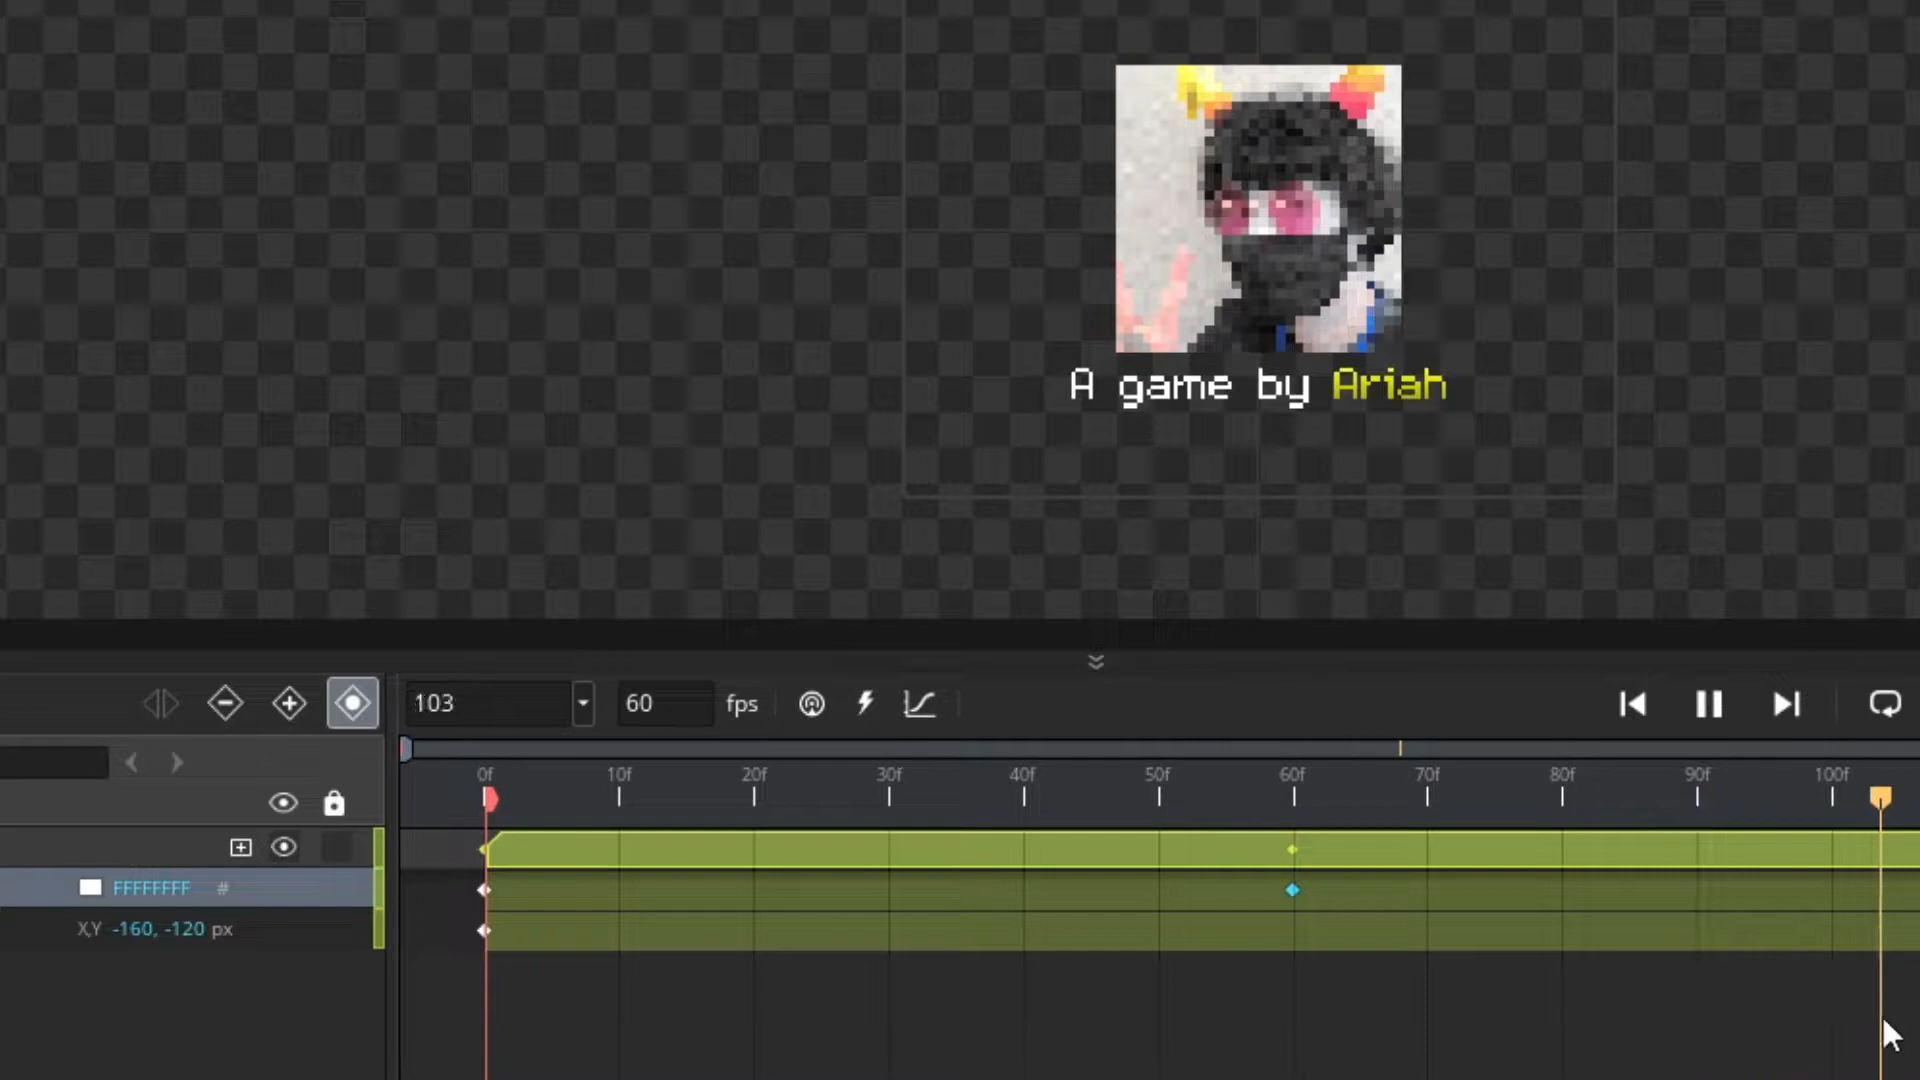 A game by Ariah
103
60 fps
0f 10f 20f 30f 40f 50f 60f 70f 80f 90f 100f
FFFFFFFF #
X,Y -160, -120 px